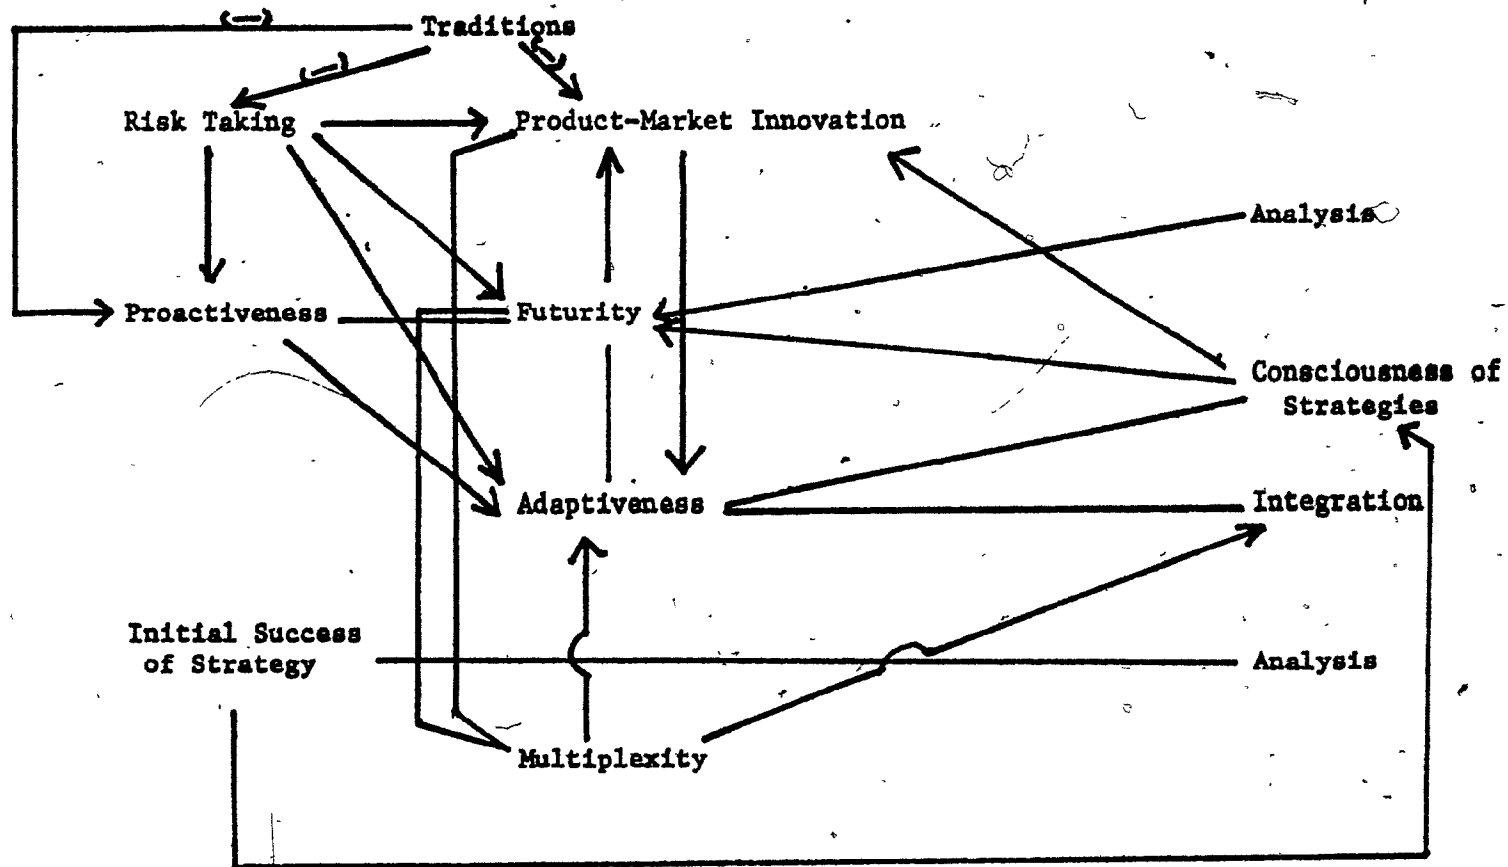 (—)
Traditions
(—)
(—)
Risk Taking
Product-Market Innovation
Analysis
Proactiveness
Futurity
Consciousness of
Strategies
Adaptiveness
Integration
Initial Success
of Strategy
Analysis
Multiplexity